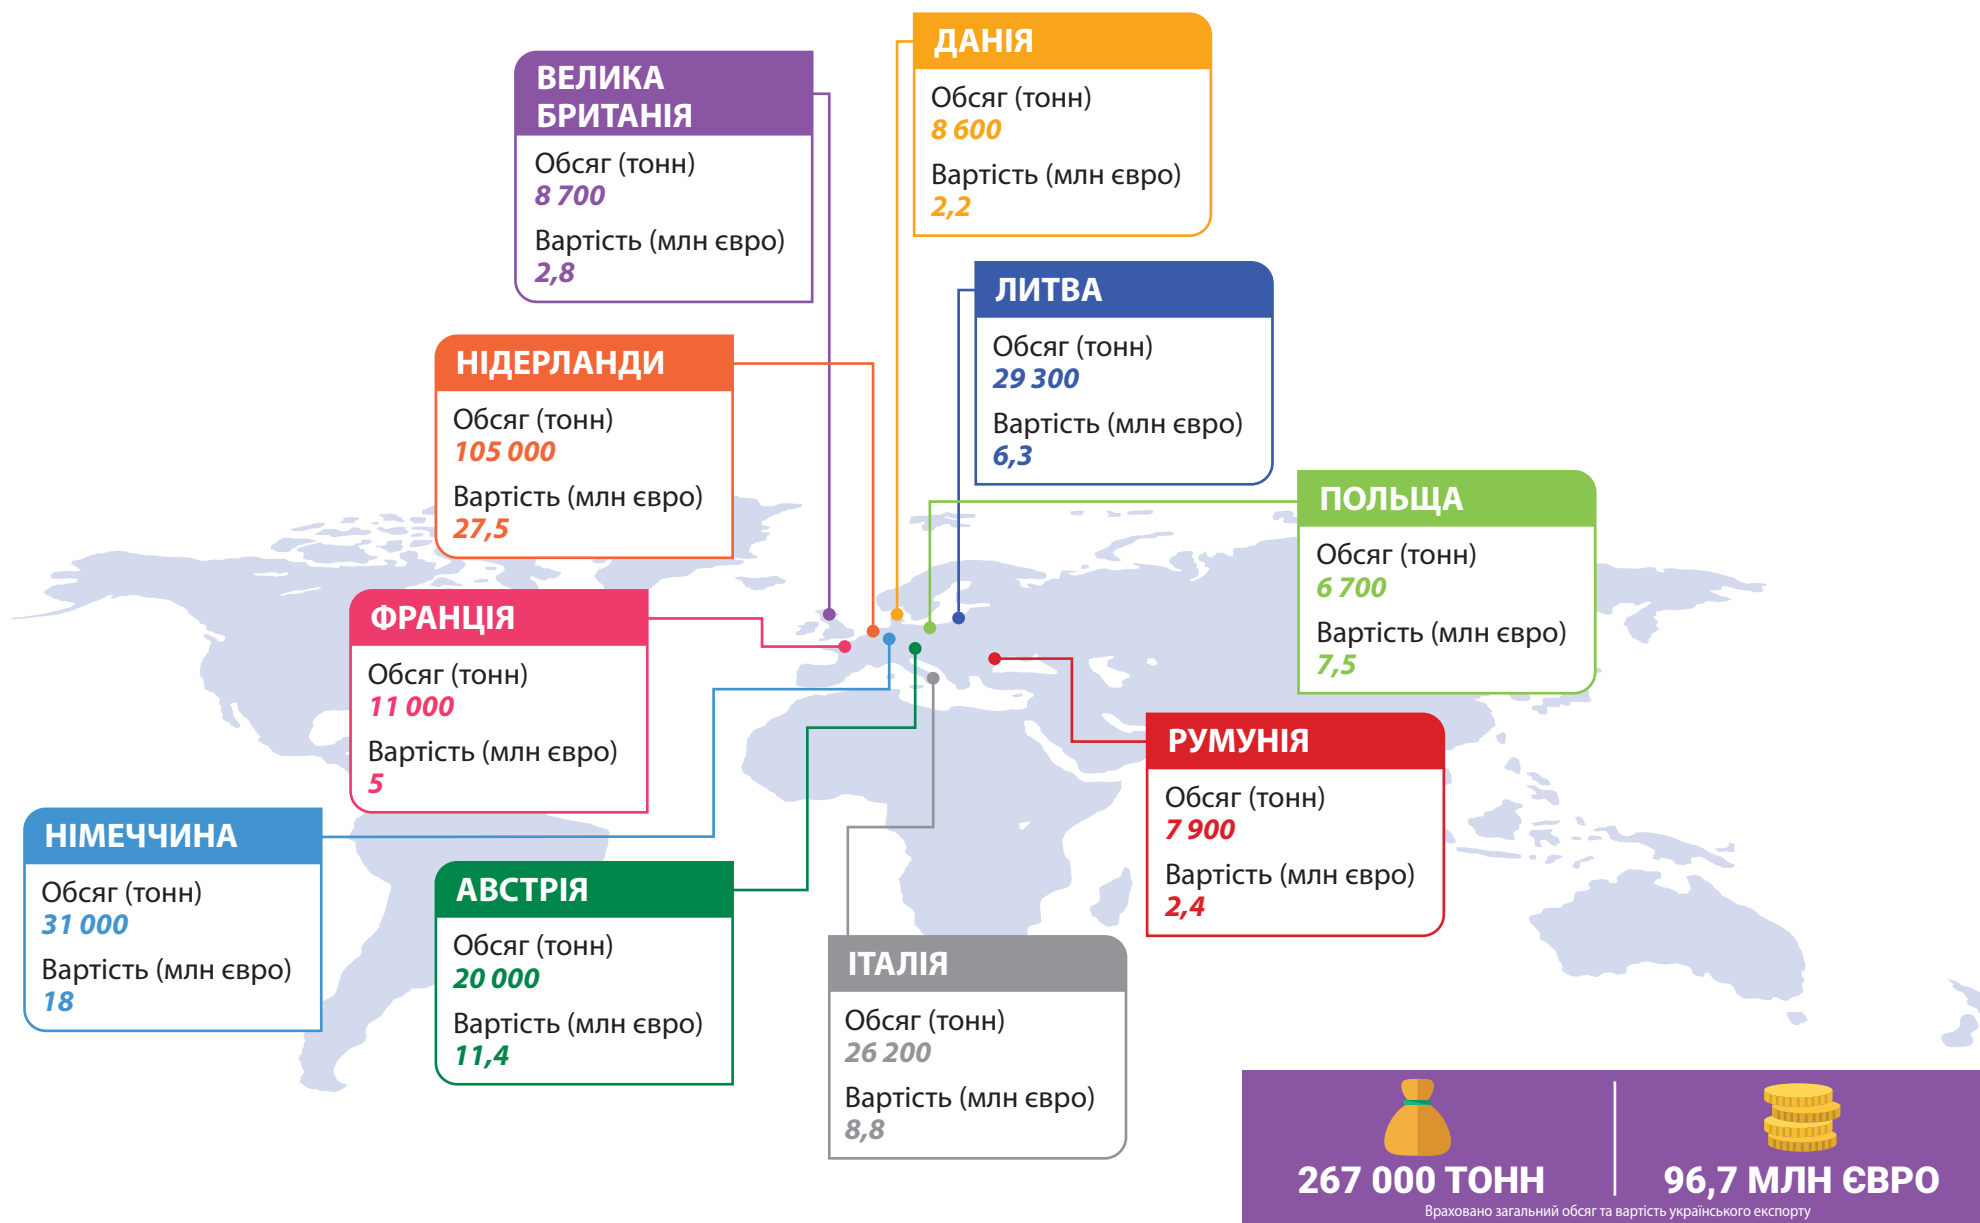 ДАНІЯ
Обсяг (тонн)
8 600
Вартість (млн євро)
2,2
ВЕЛИКА
БРИТАНІЯ
Обсяг (тонн)
8 700
Вартість (млн євро)
2,8
ЛИТВА
Обсяг (тонн)
29 300
Вартість (млн євро)
6,3
НІДЕРЛАНДИ
Обсяг (тонн)
105 000
Вартість (млн євро)
27,5
ПОЛЬЩА
Обсяг (тонн)
6 700
Вартість (млн євро)
7,5
ФРАНЦІЯ
Обсяг (тонн)
11 000
Вартість (млн євро)
5
РУМУНІЯ
Обсяг (тонн)
7 900
Вартість (млн євро)
2,4
НІМЕЧЧИНА
Обсяг (тонн)
31 000
Вартість (млн євро)
18
АВСТРІЯ
Обсяг (тонн)
20 000
Вартість (млн євро)
11,4
ІТАЛІЯ
Обсяг (тонн)
26 200
Вартість (млн євро)
8,8
267 000 ТОНН
96,7 МЛН ЄВРО
Враховано загальний обсяг та вартість українського експорту